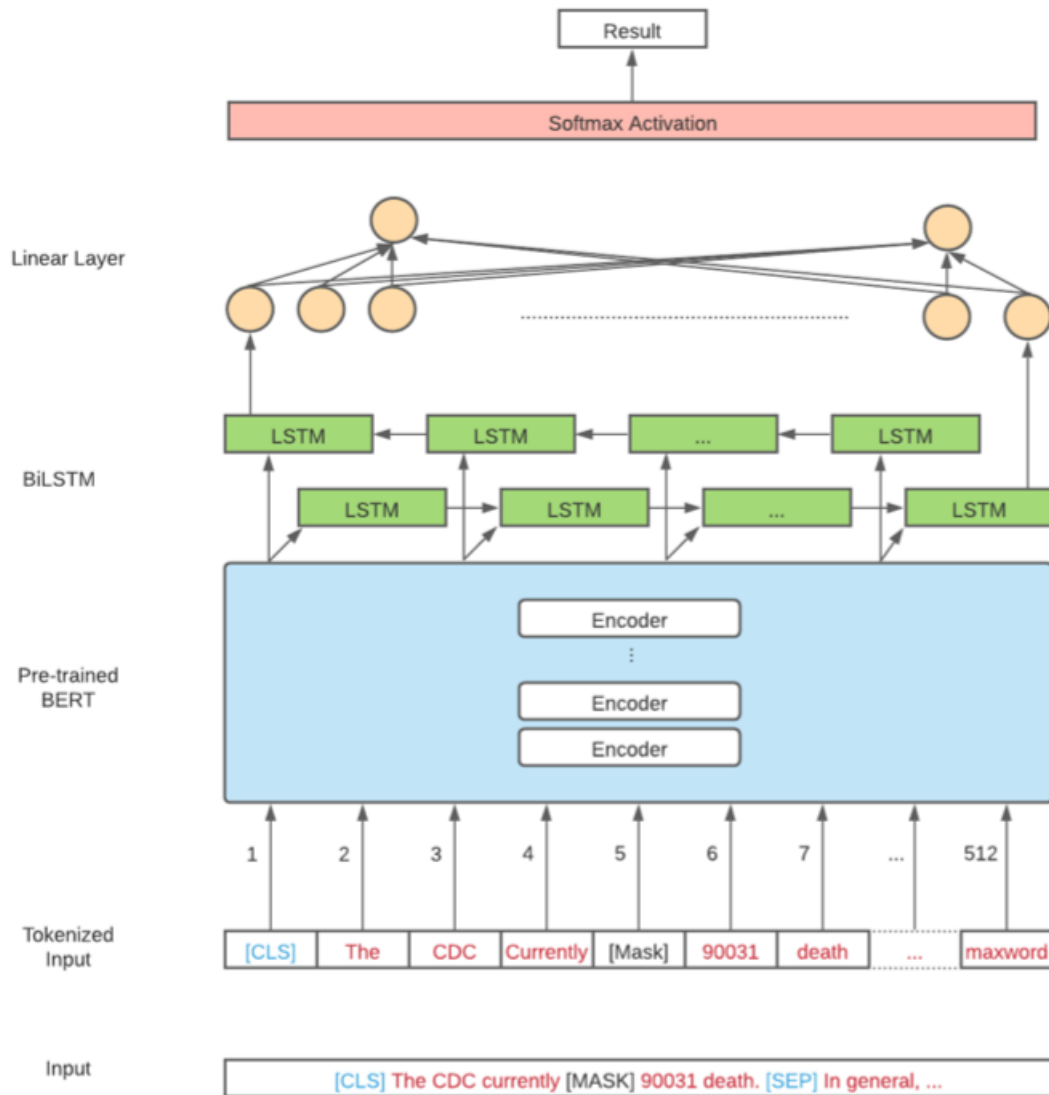 Result
Softmax Activation
Linear Layer
LSTM LSTM ... LSTM
BiLSTM
LSTM LSTM ... LSTM
Encoder
⋮
Pre-trained
BERT
Encoder
Encoder
1 2 3 4 5 6 7 ... 512
Tokenized
Input
[CLS] The CDC Currently [Mask] 90031 death ... maxword
Input
[CLS] The CDC currently [MASK] 90031 death. [SEP] In general, ...